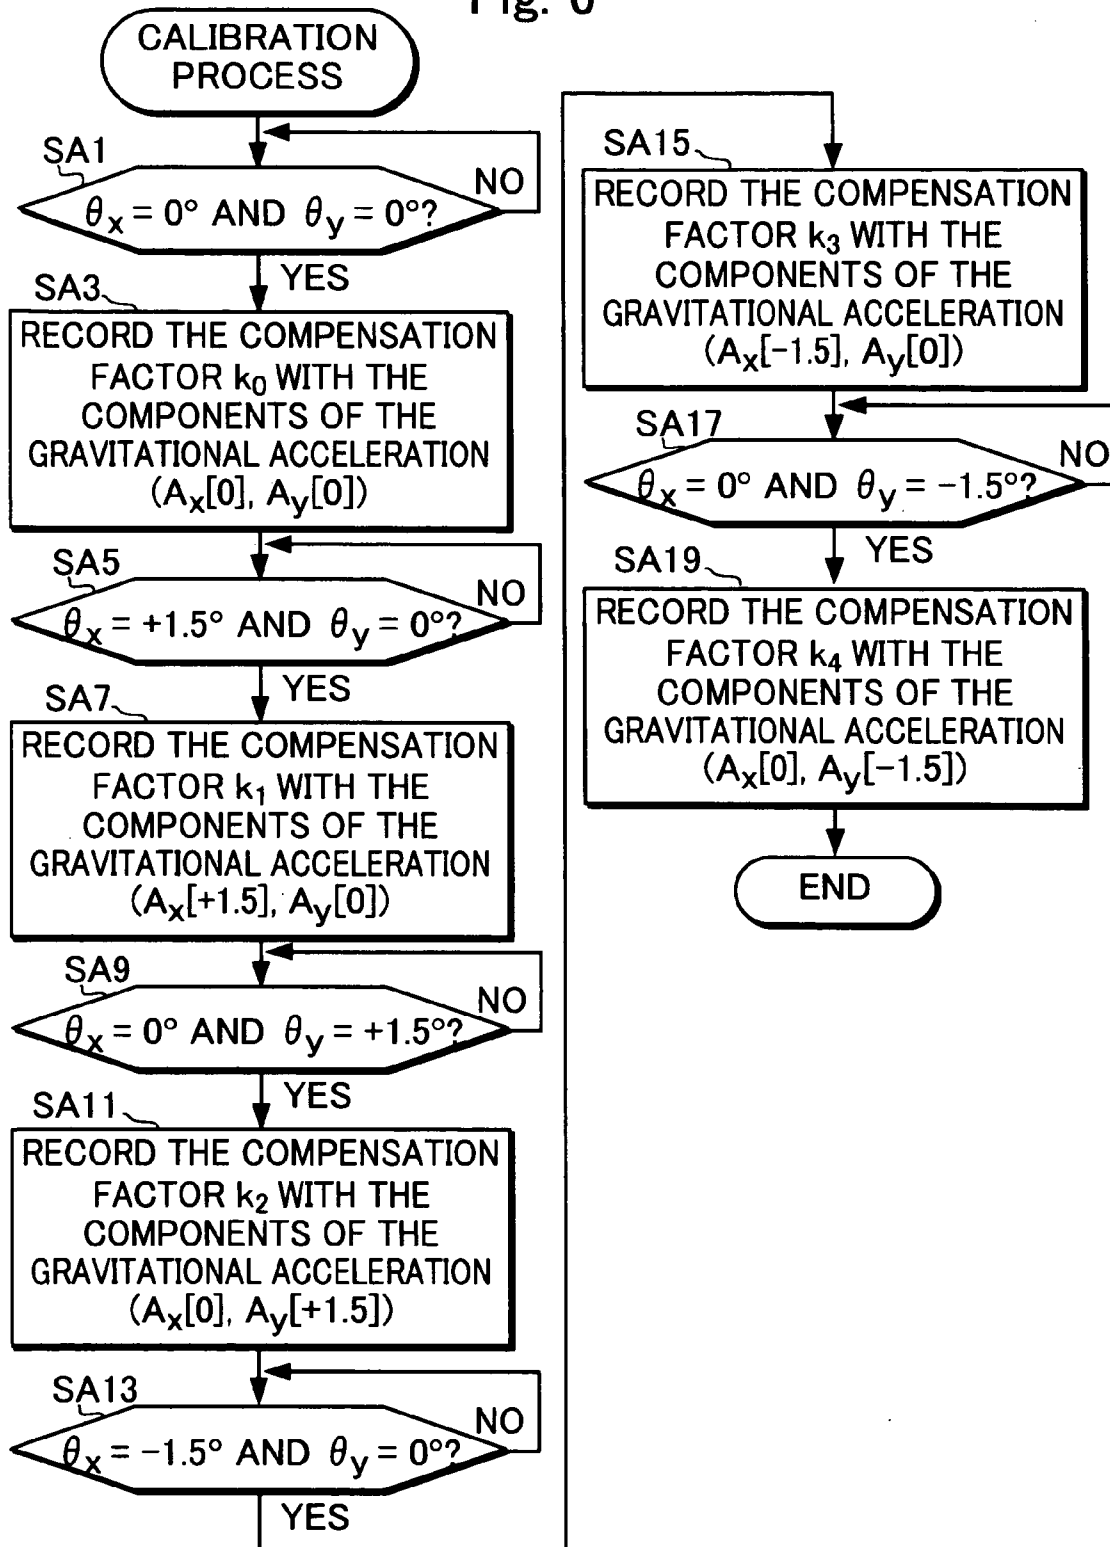 Fig. 6
CALIBRATION
PROCESS
SA1
NO
θx = 0° AND θy = 0°?
YES
SA3
RECORD THE COMPENSATION
FACTOR k0 WITH THE
COMPONENTS OF THE
GRAVITATIONAL ACCELERATION
(Ax[0], Ay[0])
SA5
NO
θx = +1.5° AND θy = 0°?
YES
SA7
RECORD THE COMPENSATION
FACTOR k1 WITH THE
COMPONENTS OF THE
GRAVITATIONAL ACCELERATION
(Ax[+1.5], Ay[0])
SA9
NO
θx = 0° AND θy = +1.5°?
YES
SA11
RECORD THE COMPENSATION
FACTOR k2 WITH THE
COMPONENTS OF THE
GRAVITATIONAL ACCELERATION
(Ax[0], Ay[+1.5])
SA13
NO
θx = −1.5° AND θy = 0°?
YES
SA15
RECORD THE COMPENSATION
FACTOR k3 WITH THE
COMPONENTS OF THE
GRAVITATIONAL ACCELERATION
(Ax[−1.5], Ay[0])
SA17
NO
θx = 0° AND θy = −1.5°?
YES
SA19
RECORD THE COMPENSATION
FACTOR k4 WITH THE
COMPONENTS OF THE
GRAVITATIONAL ACCELERATION
(Ax[0], Ay[−1.5])
END